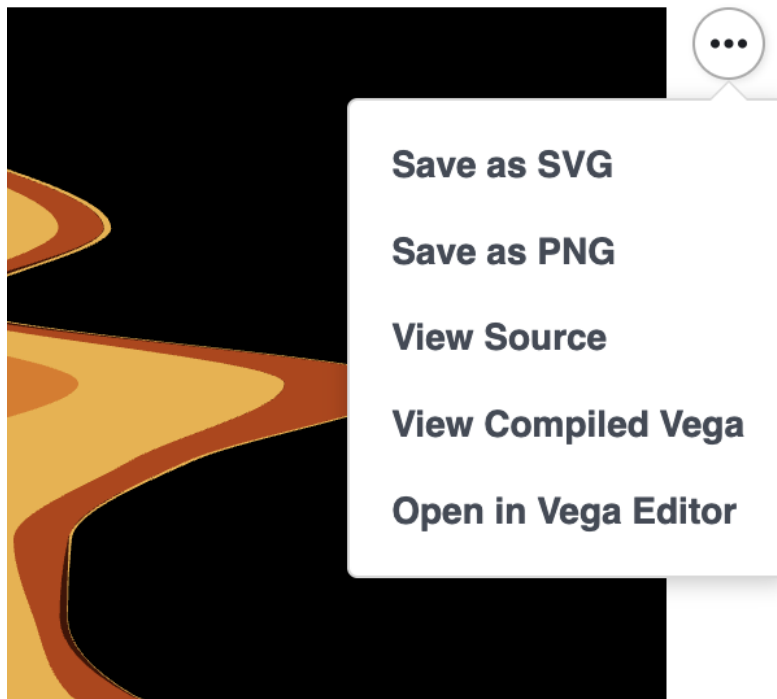 Save as SVG
Save as PNG
View Source
View Compiled Vega
Open in Vega Editor